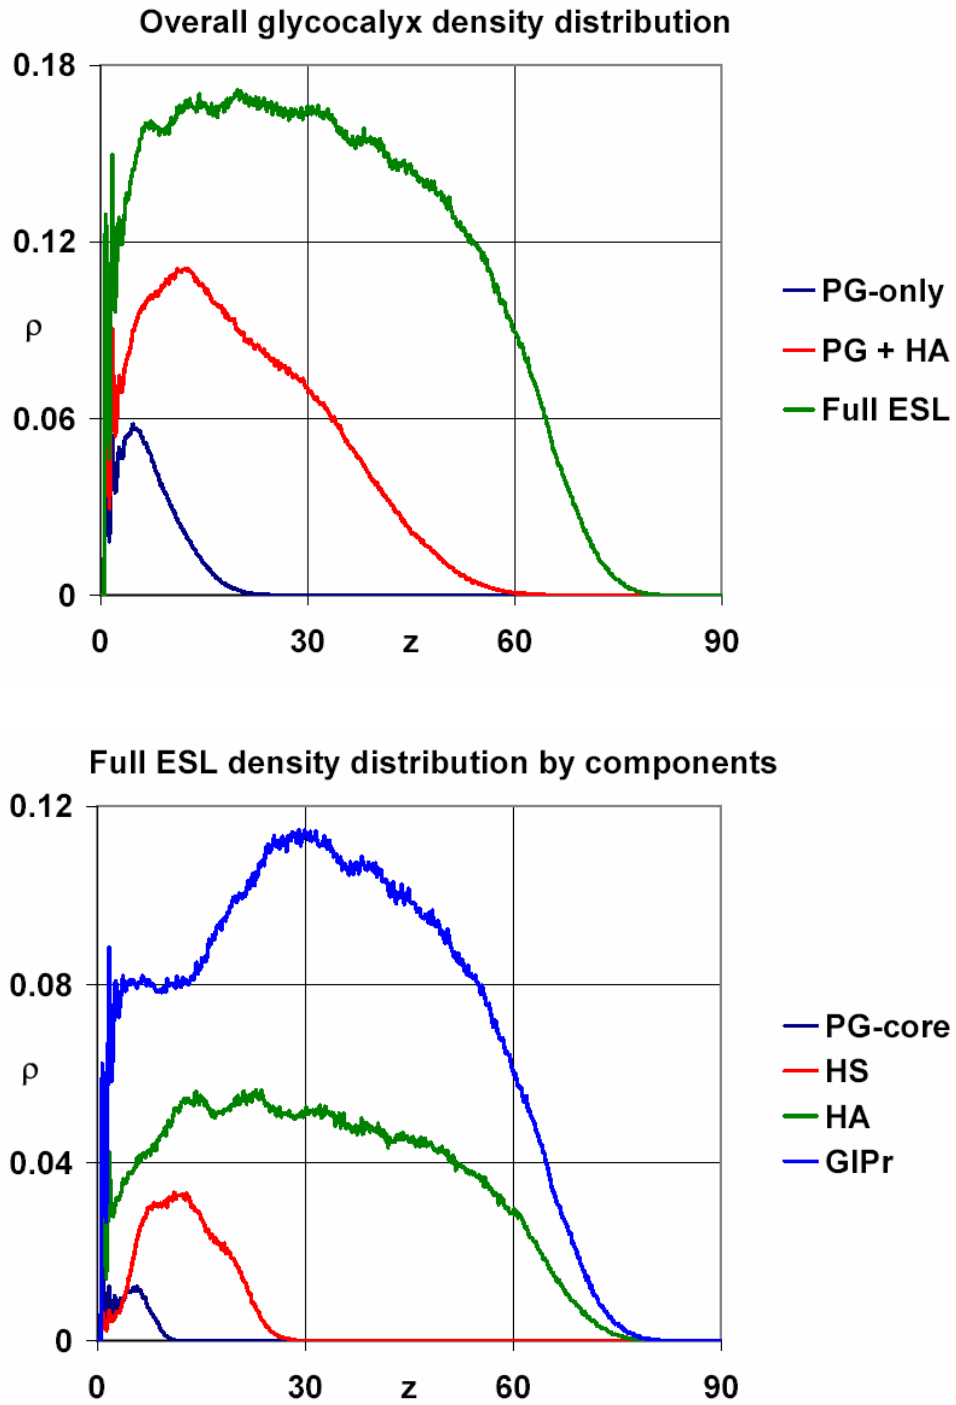 Overall glycocalyx density distribution
0.18
0.12
ρ
0.06
0
0 30 z 60 90
PG-only
PG + HA
Full ESL
Full ESL density distribution by components
0.12
0.08
ρ
0.04
0
0 30 z 60 90
PG-core
HS
HA
GlPr